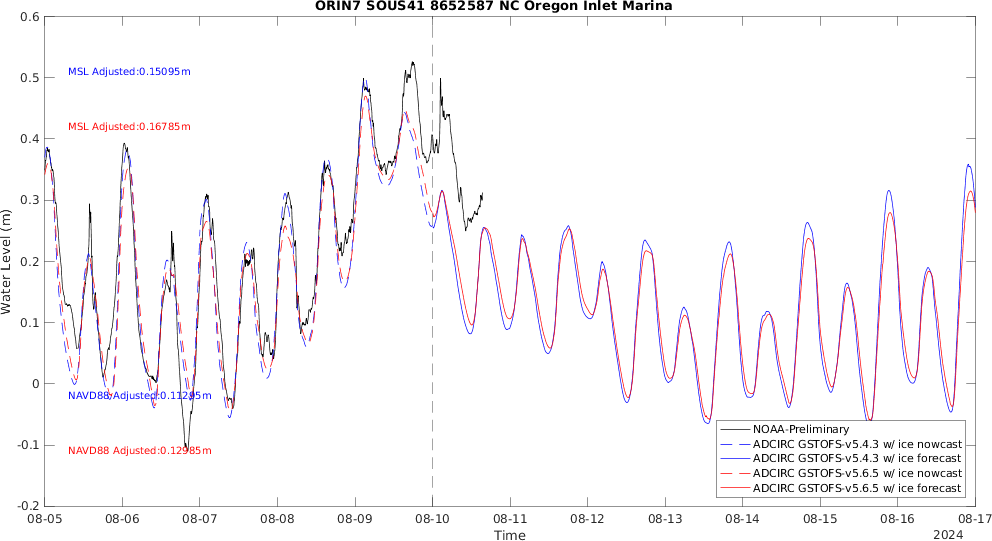 ORIN7 SOUS41 8652587 NC Oregon Inlet Marina
0.6
0.5
0.4
0.3
0.2
0.1
0
-0.1
-0.2
Water Level (m)
MSL Adjusted:0.15095m
MSL Adjusted:0.16785m
NAVD88 Adjusted:0.11295m
NAVD88 Adjusted:0.12985m
NOAA-Preliminary
ADCIRC GSTOFS-v5.4.3 w/ ice nowcast
ADCIRC GSTOFS-v5.4.3 w/ ice forecast
ADCIRC GSTOFS-v5.6.5 w/ ice nowcast
ADCIRC GSTOFS-v5.6.5 w/ ice forecast
08-05 08-06 08-07 08-08 08-09 08-10 08-11 08-12 08-13 08-14 08-15 08-16 08-17
Time
2024